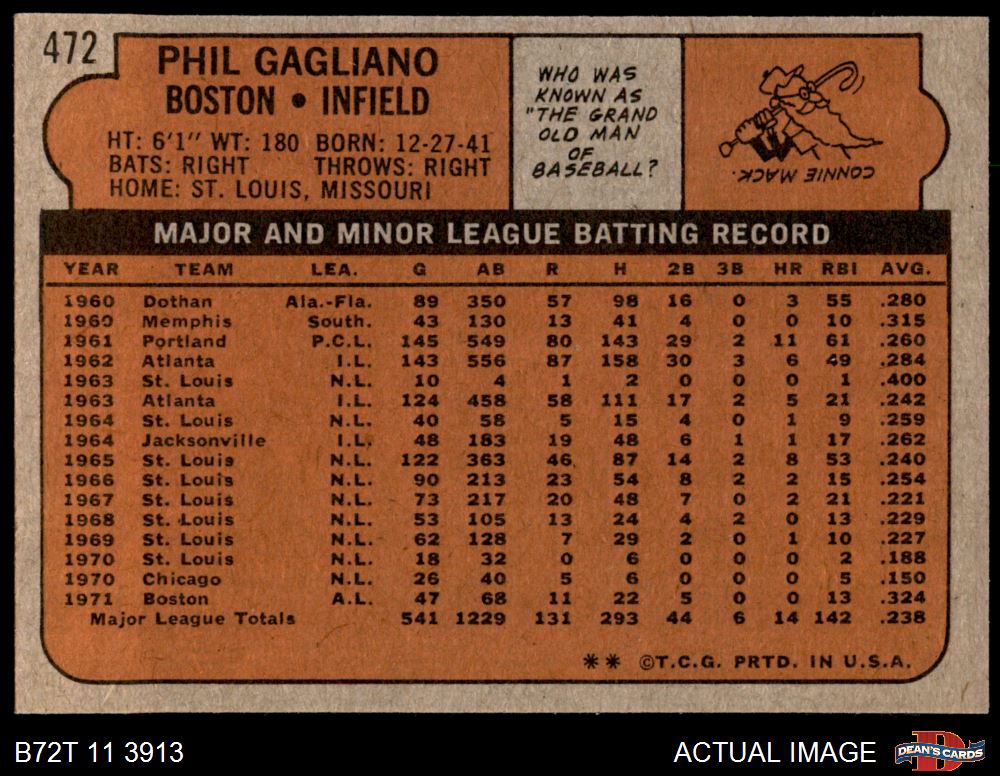 472
PHIL GAGLIANO
BOSTON • INFIELD
HT: 6'1" WT: 180 BORN: 12-27-41
BATS: RIGHT THROWS: RIGHT
HOME: ST. LOUIS, MISSOURI
WHO WAS
KNOWN AS
"THE GRAND
OLD MAN
OF
BASEBALL?
CONNIE MACK.
MAJOR AND MINOR LEAGUE BATTING RECORD
YEAR TEAM LEA. G AB R H 2B 3B HR RBI AVG.
1960 Dothan Ala.-Fla. 89 350 57 98 16 0 3 55 .280
1960 Memphis South. 43 130 13 41 4 0 0 10 .315
1961 Portland P.C.L. 145 549 80 143 29 2 11 61 .260
1962 Atlanta I.L. 143 556 87 158 30 3 6 49 .284
1963 St. Louis N.L. 10 4 1 2 0 0 0 1 .400
1963 Atlanta I.L. 124 458 58 111 17 2 5 21 .242
1964 St. Louis N.L. 40 58 5 15 4 0 1 9 .259
1964 Jacksonville I.L. 48 183 19 48 6 1 1 17 .262
1965 St. Louis N.L. 122 363 46 87 14 2 8 53 .240
1966 St. Louis N.L. 90 213 23 54 8 2 2 15 .254
1967 St. Louis N.L. 73 217 20 48 7 0 2 21 .221
1968 St. Louis N.L. 53 105 13 24 4 2 0 13 .229
1969 St. Louis N.L. 62 128 7 29 2 0 1 10 .227
1970 St. Louis N.L. 18 32 0 6 0 0 0 2 .188
1970 Chicago N.L. 26 40 5 6 0 0 0 5 .150
1971 Boston A.L. 47 68 11 22 5 0 0 13 .324
Major League Totals 541 1229 131 293 44 6 14 142 .238
** ©T.C.G. PRTD. IN U.S.A.
B72T 11 3913
ACTUAL IMAGE
DEAN'S CARDS